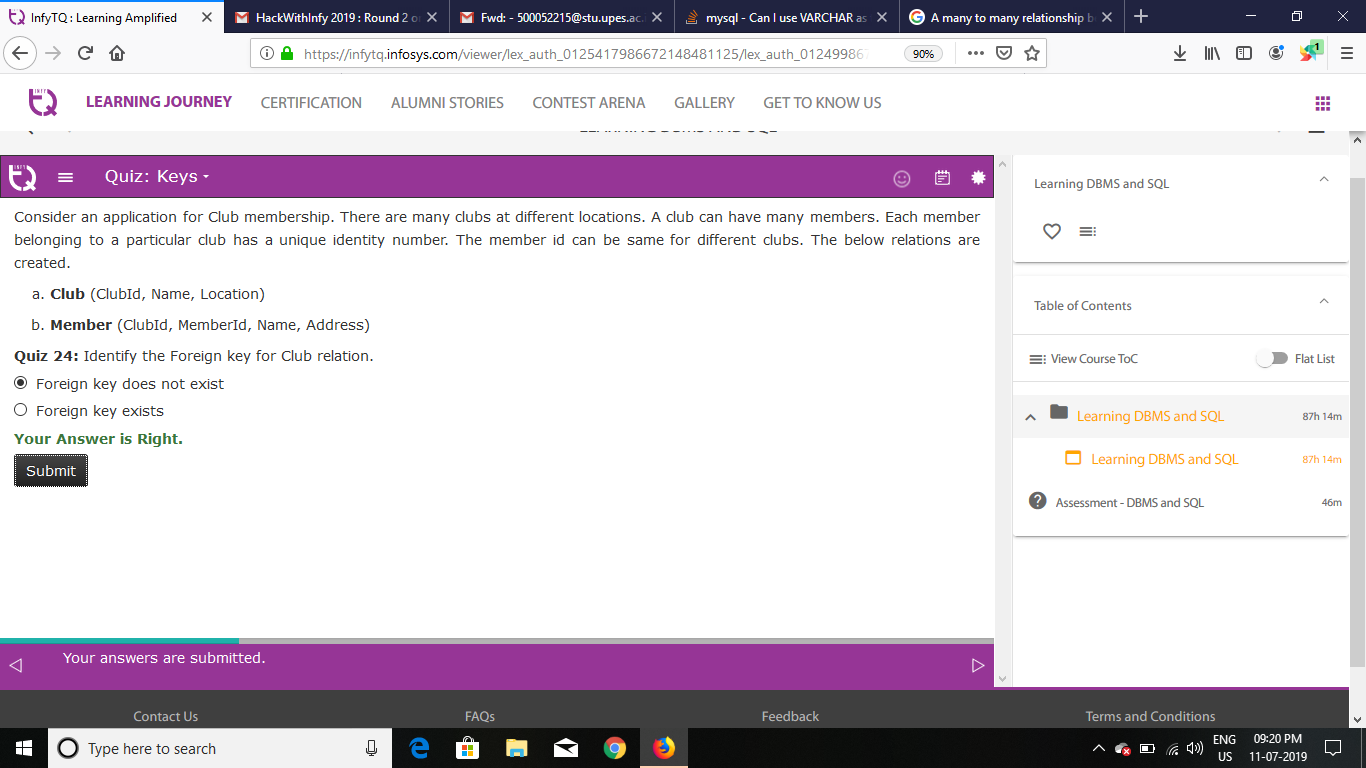 InfyTQ : Learning Amplified
HackWithInfy 2019 : Round 2 o
Fwd: - 500052215@stu.upes.ac.
mysql - Can I use VARCHAR as
A many to many relationship b
https://infytq.infosys.com/viewer/lex_auth_0125417986672148481125/lex_auth_01249986
90%
1
INFY TQ
LEARNING JOURNEY CERTIFICATION ALUMNI STORIES CONTEST ARENA GALLERY GET TO KNOW US
LEARNING DBMS AND SQL
Quiz: Keys
Consider an application for Club membership. There are many clubs at different locations. A club can have many members. Each member
belonging to a particular club has a unique identity number. The member id can be same for different clubs. The below relations are
created.
a. Club (ClubId, Name, Location)
b. Member (ClubId, MemberId, Name, Address)
Quiz 24: Identify the Foreign key for Club relation.
Foreign key does not exist
Foreign key exists
Your Answer is Right.
Submit
Your answers are submitted.
Learning DBMS and SQL
Table of Contents
View Course ToC Flat List
Learning DBMS and SQL 87h 14m
Learning DBMS and SQL 87h 14m
Assessment - DBMS and SQL 46m
Contact Us FAQs Feedback Terms and Conditions
Type here to search
ENG
US
09:20 PM
11-07-2019